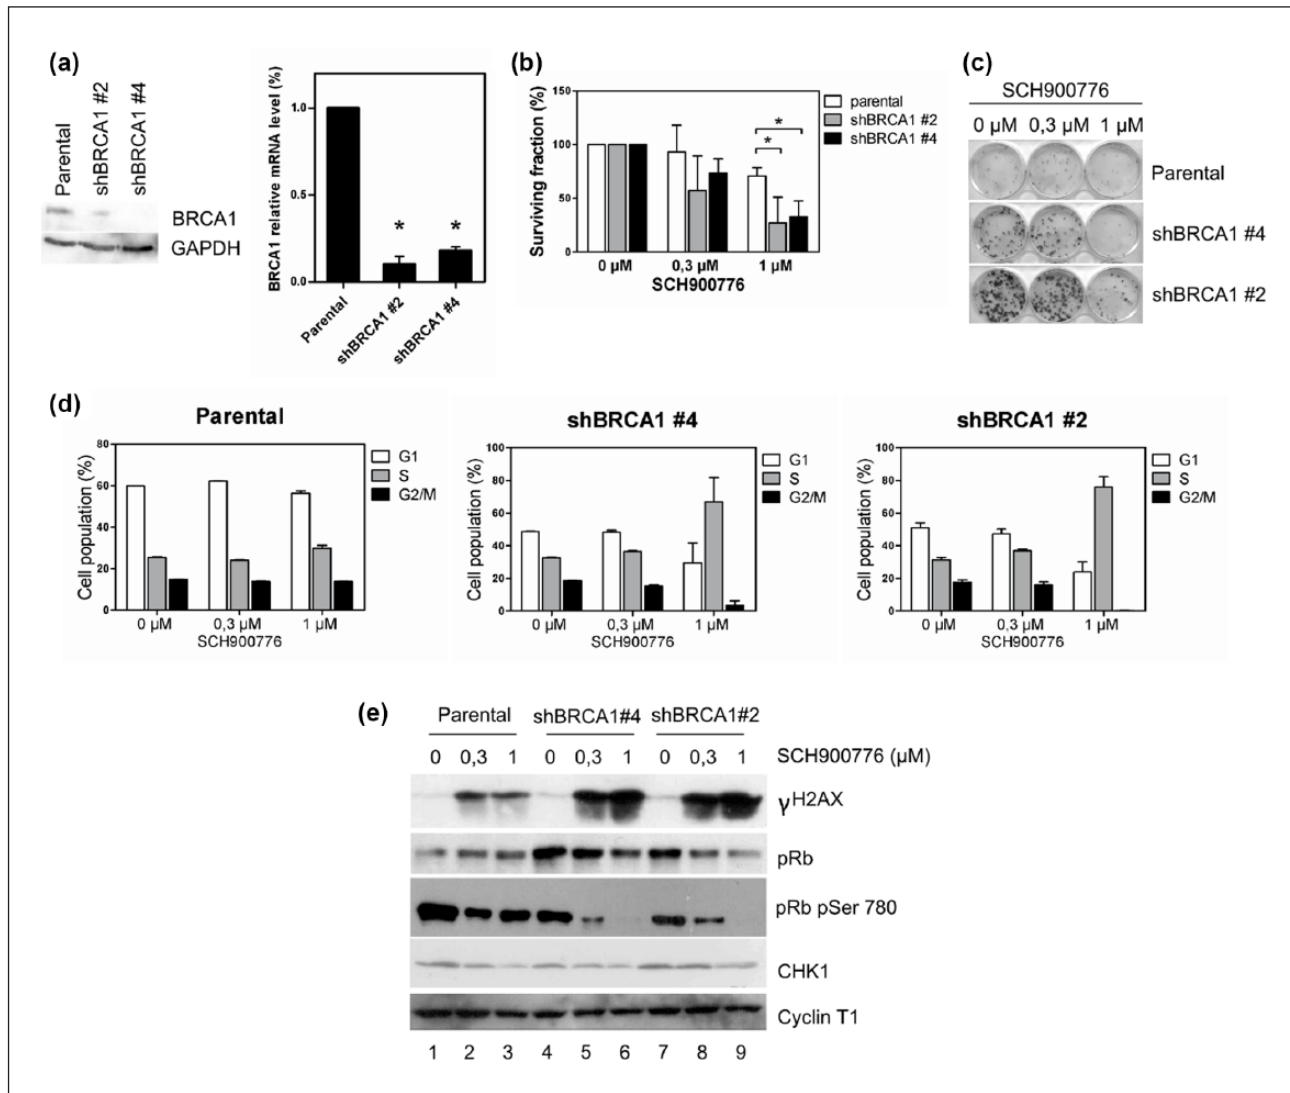 (a)
Parental
shBRCA1 #2
shBRCA1 #4
BRCA1
GAPDH
BRCA1 relative mRNA level (%)
1.0
0.5
0.0
* *
Parental
shBRCA1 #2
shBRCA1 #4
(b)
Surviving fraction (%)
150
100
50
0
parental
shBRCA1 #2
shBRCA1 #4
*
*
0 µM 0,3 µM 1 µM
SCH900776
(c)
SCH900776
0 µM 0,3 µM 1 µM
Parental
shBRCA1 #4
shBRCA1 #2
(d)
Parental
Cell population (%)
80
60
40
20
0
G1
S
G2/M
0 µM 0,3 µM 1 µM
SCH900776
shBRCA1 #4
Cell population (%)
100
80
60
40
20
0
G1
S
G2/M
0 µM 0,3 µM 1 µM
SCH900776
shBRCA1 #2
Cell population (%)
100
80
60
40
20
0
G1
S
G2/M
0 µM 0,3 µM 1 µM
SCH900776
(e)
Parental shBRCA1#4 shBRCA1#2
0 0,3 1 0 0,3 1 0 0,3 1 SCH900776 (µM)
γH2AX
pRb
pRb pSer 780
CHK1
Cyclin T1
1 2 3 4 5 6 7 8 9